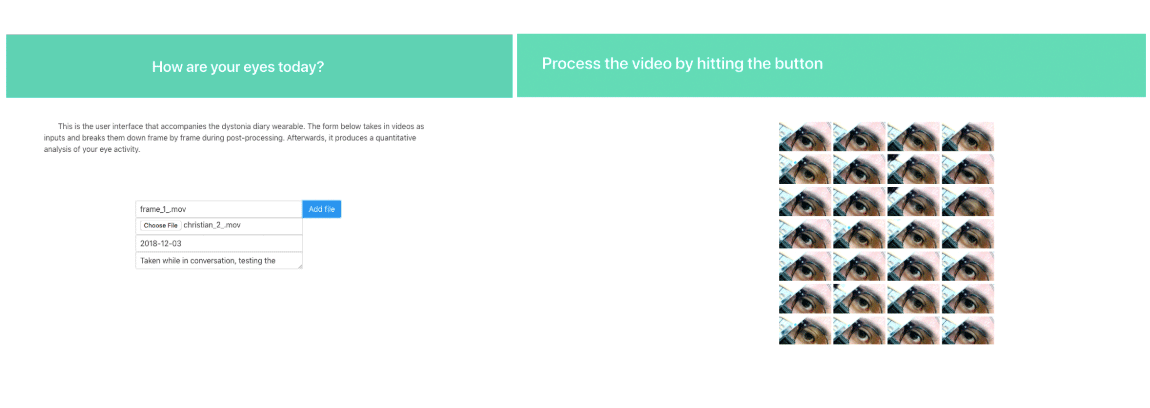 How are your eyes today?
This is the user interface that accompanies the dystonia diary wearable. The form below takes in videos as
inputs and breaks them down frame by frame during post-processing. Afterwards, it produces a quantitative
analysis of your eye activity.
frame_1_.mov
Add file
Choose File christian_2_.mov
2018-12-03
Taken while in conversation, testing the
Process the video by hitting the button